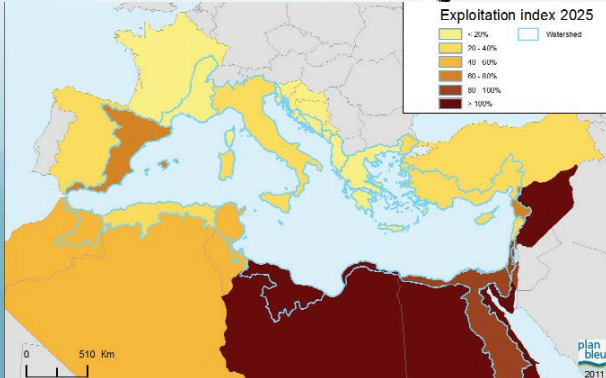 Exploitation index 2025
< 20%
Watershed
20 - 40%
40 - 60%
60 - 80%
80 - 100%
> 100%
0 510 Km
plan
bleu
2011